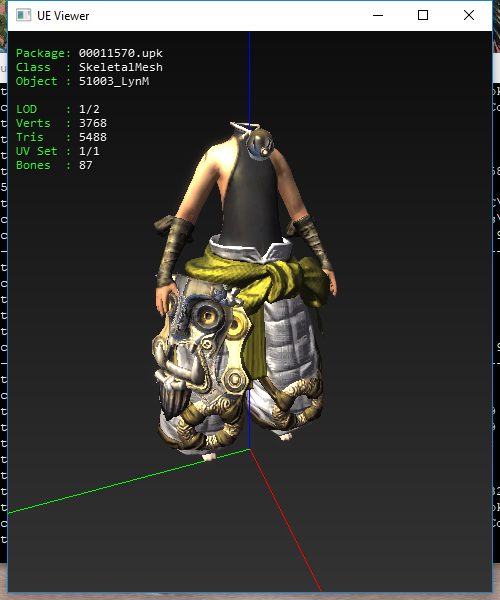 UE Viewer
Package: 00011570.upk
Class : SkeletalMesh
Object : 51003_LynM
LOD : 1/2
Verts : 3768
Tris : 5488
UV Set : 1/1
Bones : 87